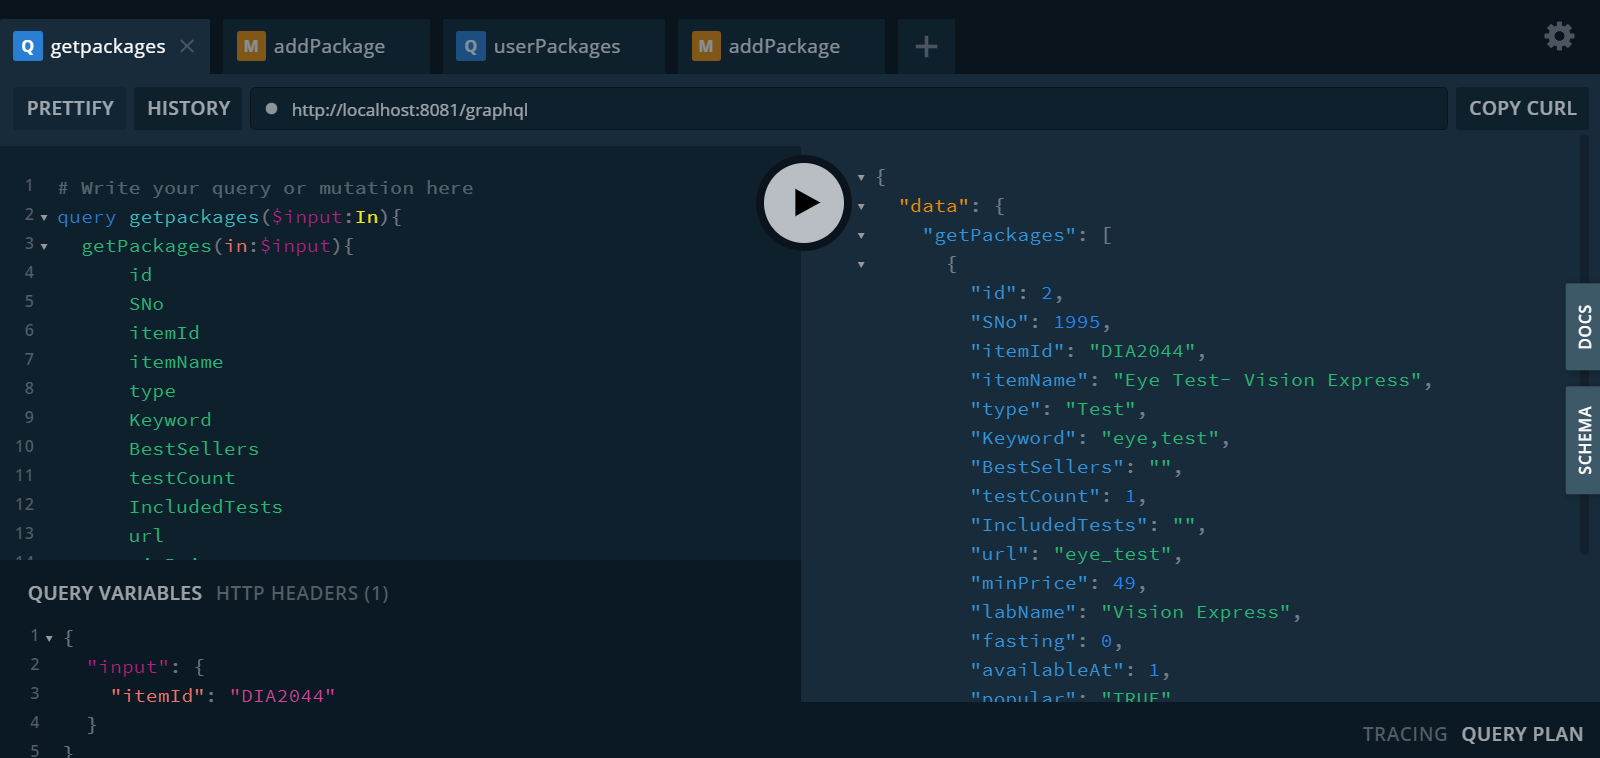 Q getpackages × M addPackage Q userPackages M addPackage +
PRETTIFY HISTORY http://localhost:8081/graphql COPY CURL
1 # Write your query or mutation here
2 query getpackages($input:In){
3 getPackages(in:$input){
4 id
5 SNo
6 itemId
7 itemName
8 type
9 Keyword
10 BestSellers
11 testCount
12 IncludedTests
13 url
14
QUERY VARIABLES HTTP HEADERS (1)
1 {
2 "input": {
3 "itemId": "DIA2044"
4 }
5 }
{
"data": {
"getPackages": [
{
"id": 2,
"SNo": 1995,
"itemId": "DIA2044",
"itemName": "Eye Test- Vision Express",
"type": "Test",
"Keyword": "eye,test",
"BestSellers": "",
"testCount": 1,
"IncludedTests": "",
"url": "eye_test",
"minPrice": 49,
"labName": "Vision Express",
"fasting": 0,
"availableAt": 1,
"popular": "TRUE"
DOCS
SCHEMA
TRACING QUERY PLAN